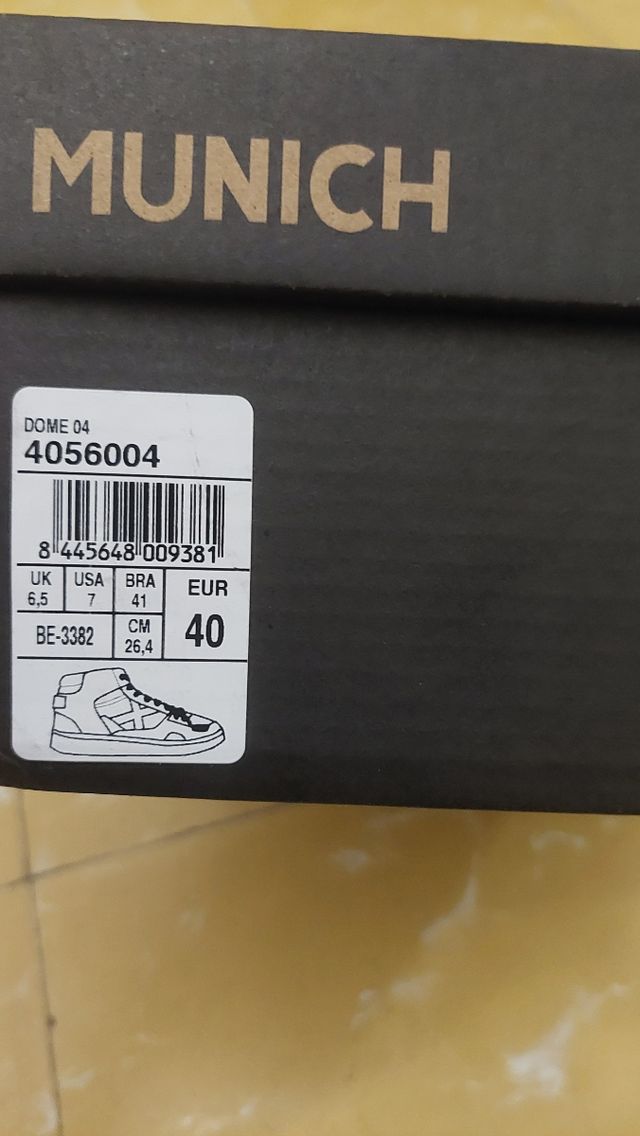 MUNICH
DOME 04
4056004
8 445648 009381
UK USA BRA EUR
6,5 7 41 40
BE-3382 CM
26,4